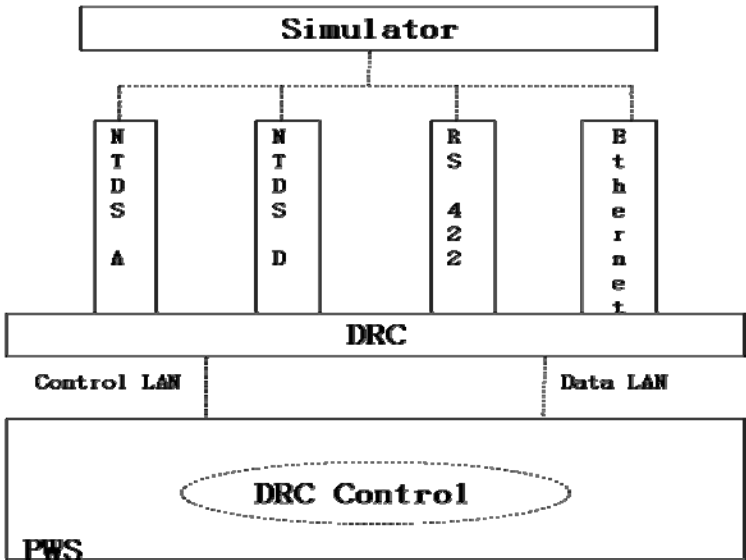 Simulator
NTDS A
NTDS D
RS 422
Ethernet
DRC
Control LAN
Data LAN
DRC Control
PWS